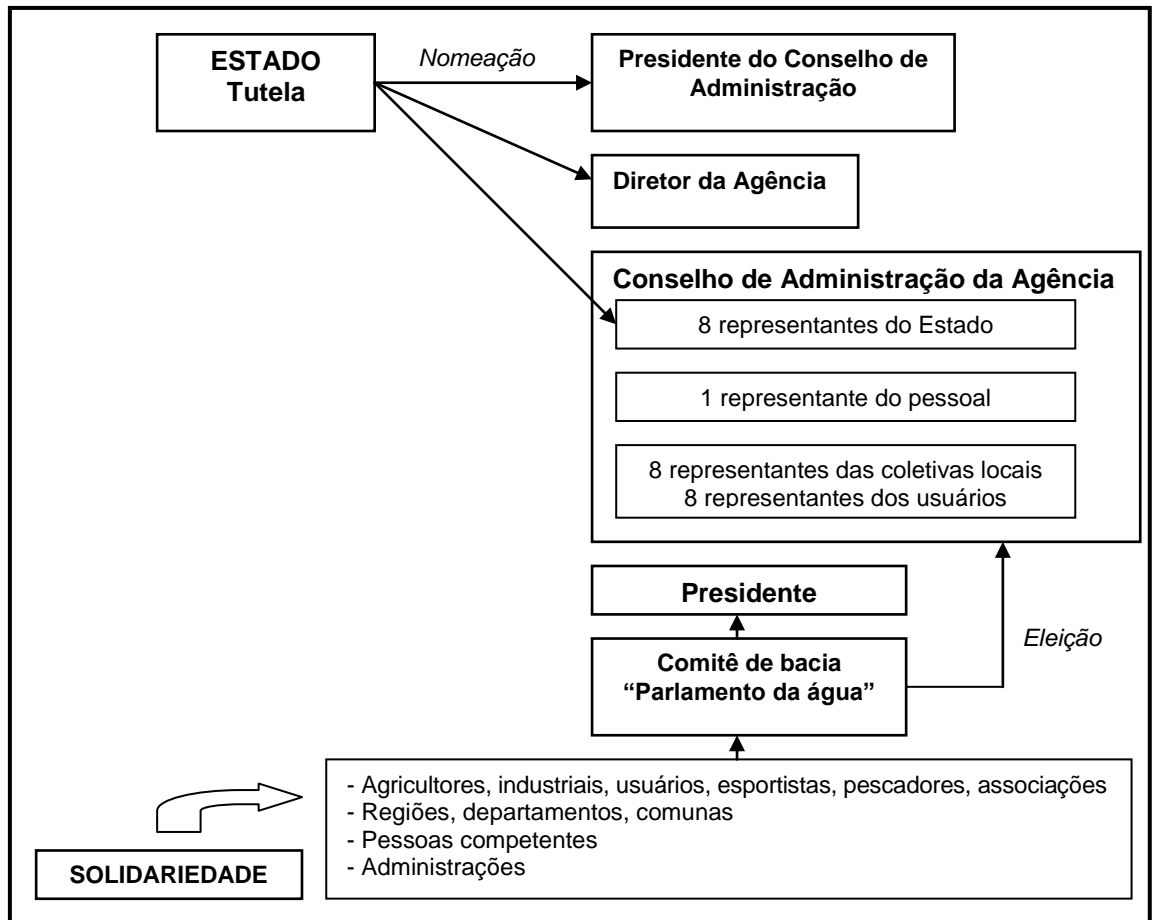 ESTADO
Tutela
Nomeação
Presidente do Conselho de
Administração
Diretor da Agência
Conselho de Administração da Agência
8 representantes do Estado
1 representante do pessoal
8 representantes das coletivas locais
8 representantes dos usuários
Presidente
Eleição
Comitê de bacia
“Parlamento da água”
- Agricultores, industriais, usuários, esportistas, pescadores, associações
- Regiões, departamentos, comunas
- Pessoas competentes
- Administrações
SOLIDARIEDADE